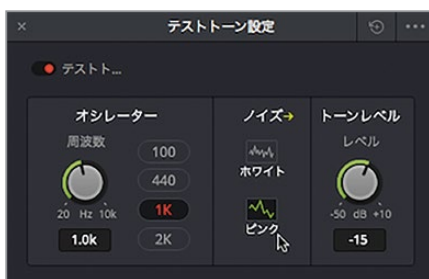 テストトーン設定
テストト...
オシレーター
周波数
20 Hz 10k
1.0k
100
440
1K
2K
ノイズ→
ホワイト
ピンク
トーンレベル
レベル
-50 dB +10
-15